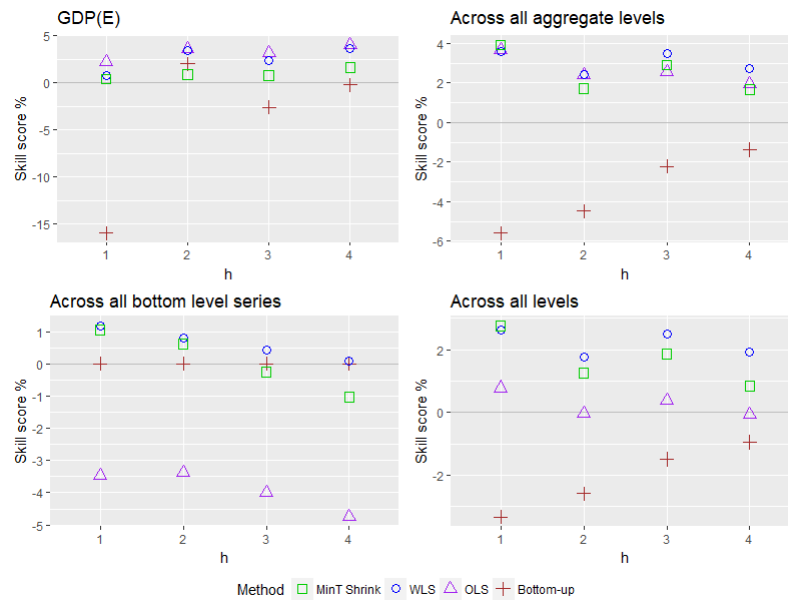 GDP(E)
Skill score %
5
0
-5
-10
-15
1 2 3 4
h
Across all aggregate levels
Skill score %
4
2
0
-2
-4
-6
1 2 3 4
h
Across all bottom level series
Skill score %
1
0
-1
-2
-3
-4
-5
1 2 3 4
h
Across all levels
Skill score %
2
0
-2
1 2 3 4
h
Method MinT Shrink WLS OLS Bottom-up